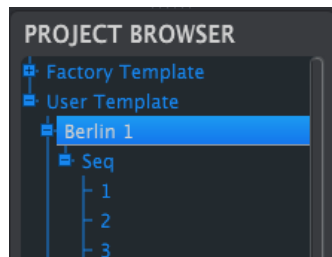 PROJECT BROWSER
Factory Template
User Template
Berlin 1
Seq
1
2
3